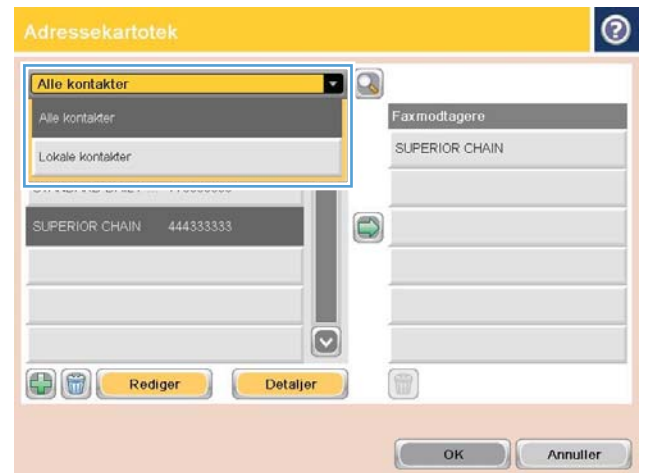 Adressekartotek
Alle kontakter
Alle kontakter
Lokale kontakter
SUPERIOR CHAIN 444333333
Rediger
Detaljer
Faxmodtagere
SUPERIOR CHAIN
OK
Annuller